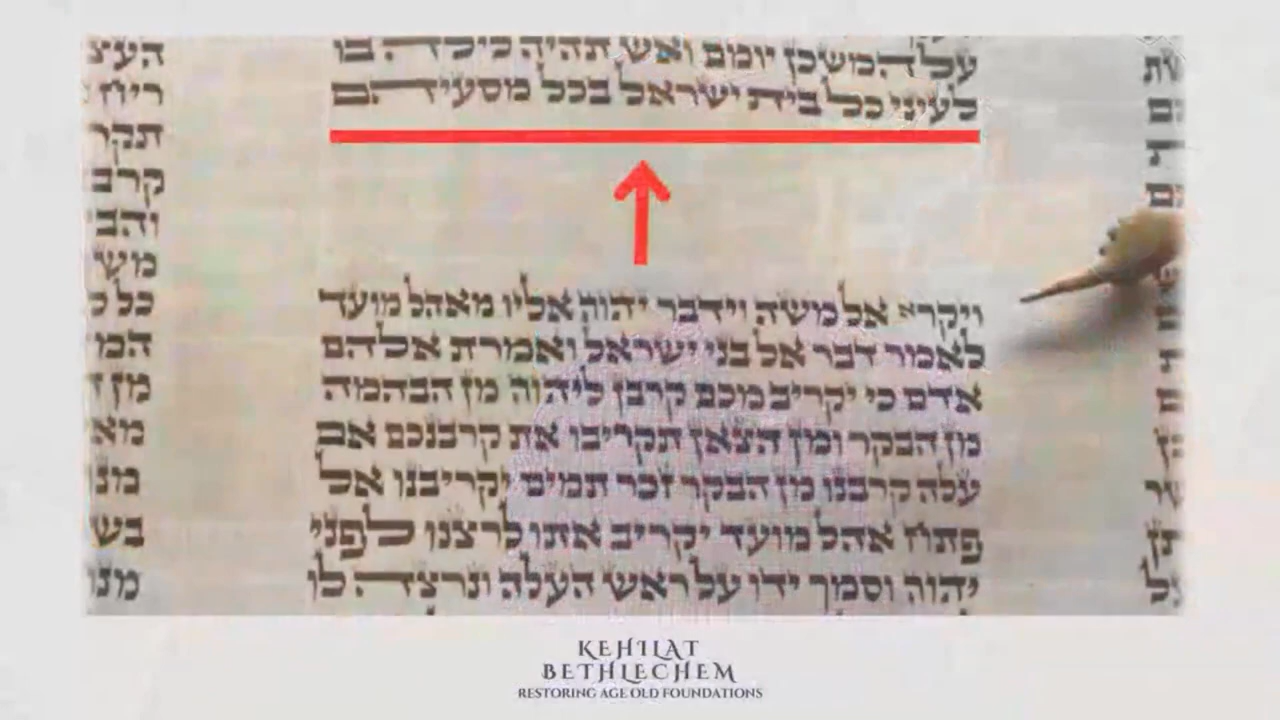 על המשכן יומם ואש תהיה לילה בו
לעיני כל בית ישראל בכל מסעיהם
ויקרא אל משה וידבר יהוה אליו מאהל מועד
לאמור דבר אל בני ישראל ואמרת אלהם
אדם כי יקריב מכם קרבן ליהוה מן הבהמה
מן הבקר ומן הצאן תקריבו את קרבנכם אם
עלה קרבנו מן הבקר זכר תמים יקריבנו אל
פתח אהל מועד יקריב אתו לרצנו לפני
יהוה וסמך ידו על ראש העלה ונרצה לו
KEHILAT
BETHLECHEM
RESTORING AGE OLD FOUNDATIONS